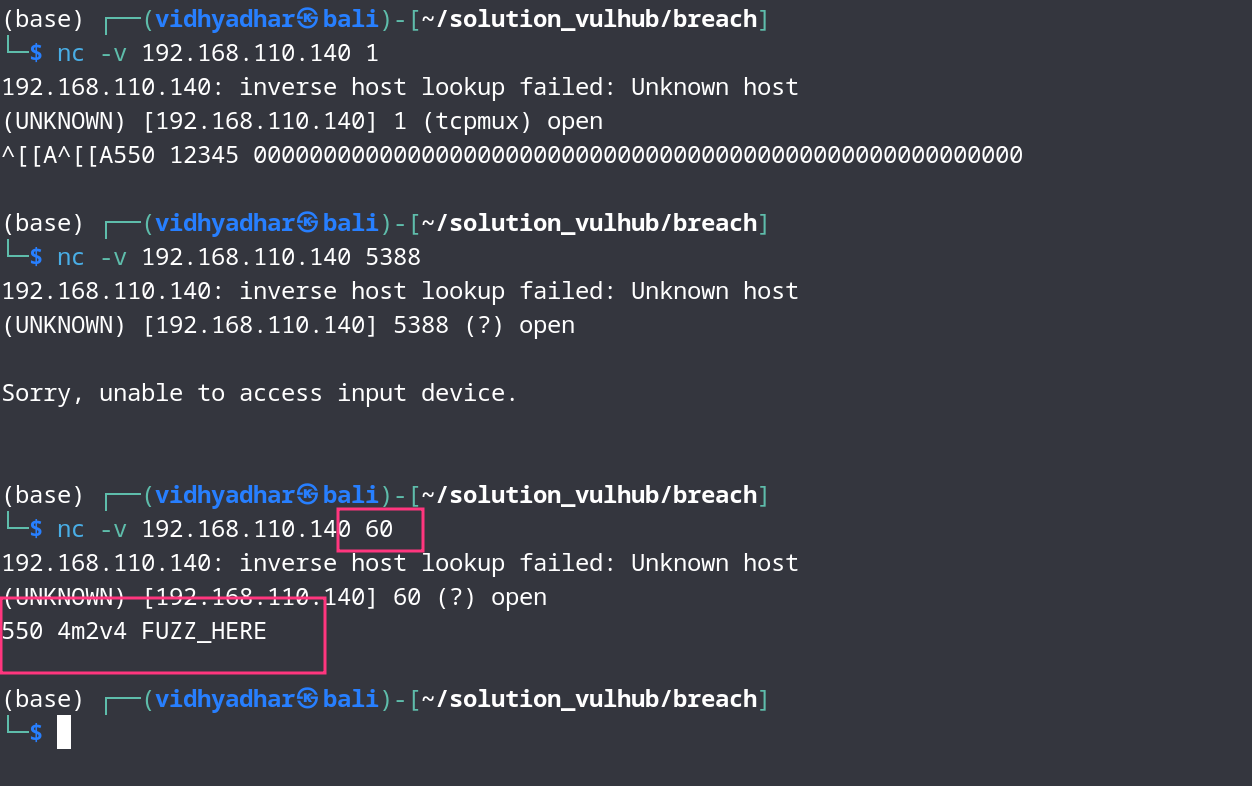 (base) ┌──(vidhyadhar㉿bali)-[~/solution_vulhub/breach]
└─$ nc -v 192.168.110.140 1
192.168.110.140: inverse host lookup failed: Unknown host
(UNKNOWN) [192.168.110.140] 1 (tcpmux) open
^[[A^[[A550 12345 0000000000000000000000000000000000000000000000000000000
(base) ┌──(vidhyadhar㉿bali)-[~/solution_vulhub/breach]
└─$ nc -v 192.168.110.140 5388
192.168.110.140: inverse host lookup failed: Unknown host
(UNKNOWN) [192.168.110.140] 5388 (?) open
Sorry, unable to access input device.
(base) ┌──(vidhyadhar㉿bali)-[~/solution_vulhub/breach]
└─$ nc -v 192.168.110.140 60
192.168.110.140: inverse host lookup failed: Unknown host
(UNKNOWN) [192.168.110.140] 60 (?) open
550 4m2v4 FUZZ_HERE
(base) ┌──(vidhyadhar㉿bali)-[~/solution_vulhub/breach]
└─$